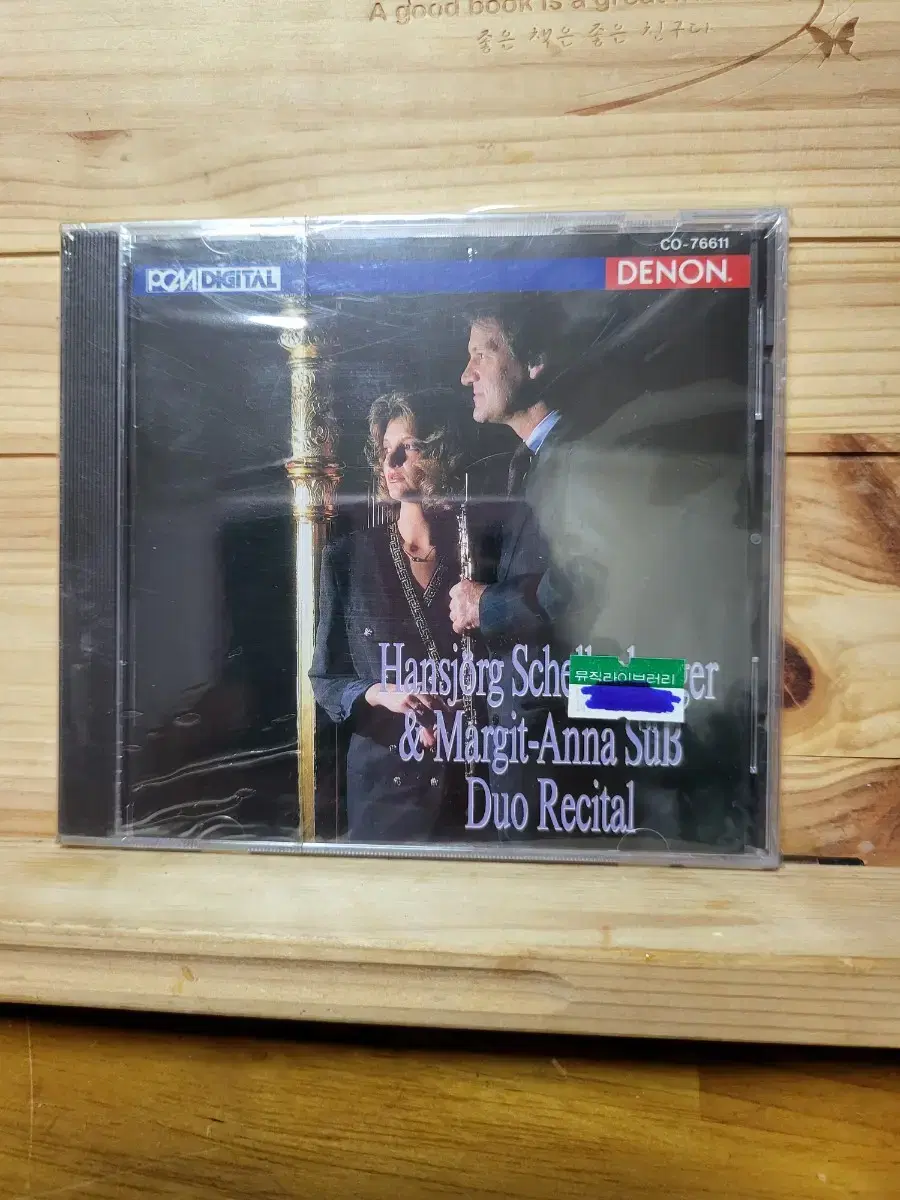 A good book is a great
좋은 책은 좋은 친구다
CO-76611
PCM DIGITAL
DENON
Hansjörg
뮤직라이브러리
& Margit-Anna Süß
Duo Recital